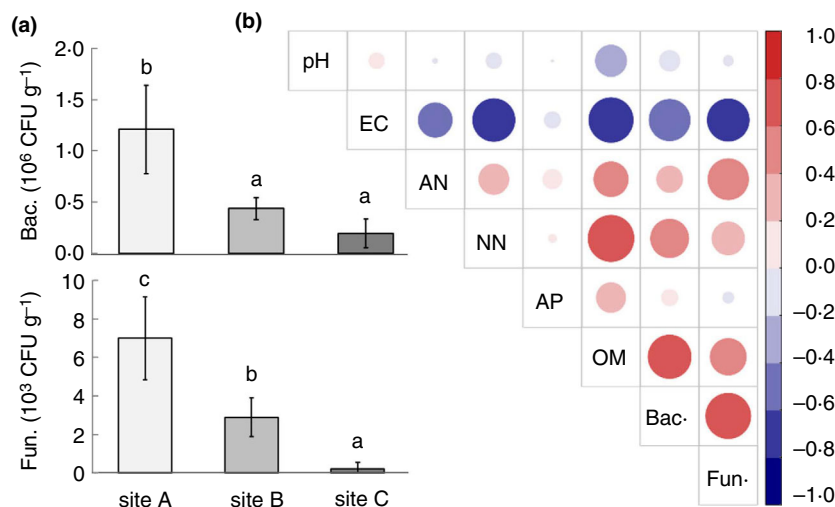 (a)
Bac. (10⁶ CFU g⁻¹)
2·0
1·5
1·0
0·5
0·0
b
a
a
Fun. (10³ CFU g⁻¹)
10
8
6
4
2
0
c
b
a
site A site B site C
(b)
pH
EC
AN
NN
AP
OM
Bac·
Fun·
1·0
0·8
0·6
0·4
0·2
0·0
−0·2
−0·4
−0·6
−0·8
−1·0